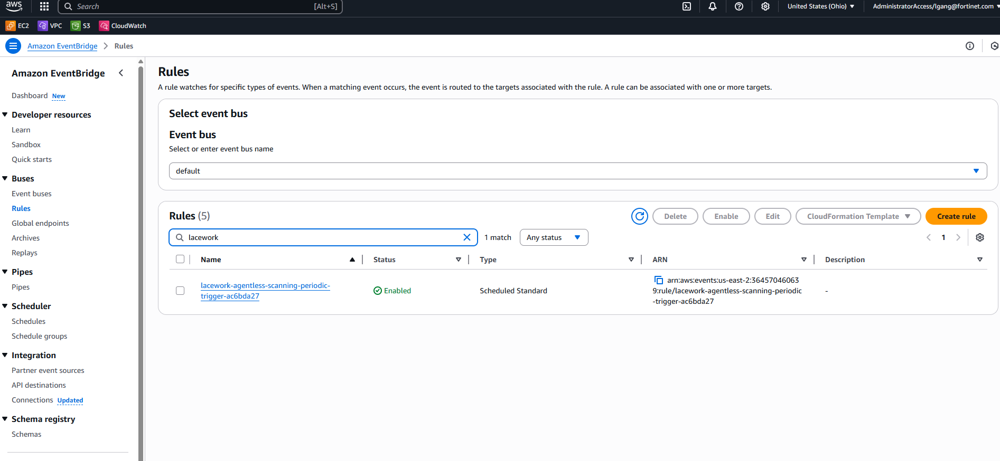 aws
Search
[Alt+S]
United States (Ohio)
AdministratorAccess/lgang@fortinet.com
EC2
VPC
S3
CloudWatch
Amazon EventBridge
Rules
Amazon EventBridge
Dashboard New
Developer resources
Learn
Sandbox
Quick starts
Buses
Event buses
Rules
Global endpoints
Archives
Replays
Pipes
Pipes
Scheduler
Schedules
Schedule groups
Integration
Partner event sources
API destinations
Connections Updated
Schema registry
Schemas
Rules
A rule watches for specific types of events. When a matching event occurs, the event is routed to the targets associated with the rule. A rule can be associated with one or more targets.
Select event bus
Event bus
Select or enter event bus name
default
Rules (5)
Delete
Enable
Edit
CloudFormation Template
Create rule
lacework
1 match
Any status
1
Name
Status
Type
ARN
Description
lacework-agentless-scanning-periodic-
trigger-ac6bda27
Enabled
Scheduled Standard
arn:aws:events:us-east-2:36457046063
9:rule/lacework-agentless-scanning-periodic
-trigger-ac6bda27
-